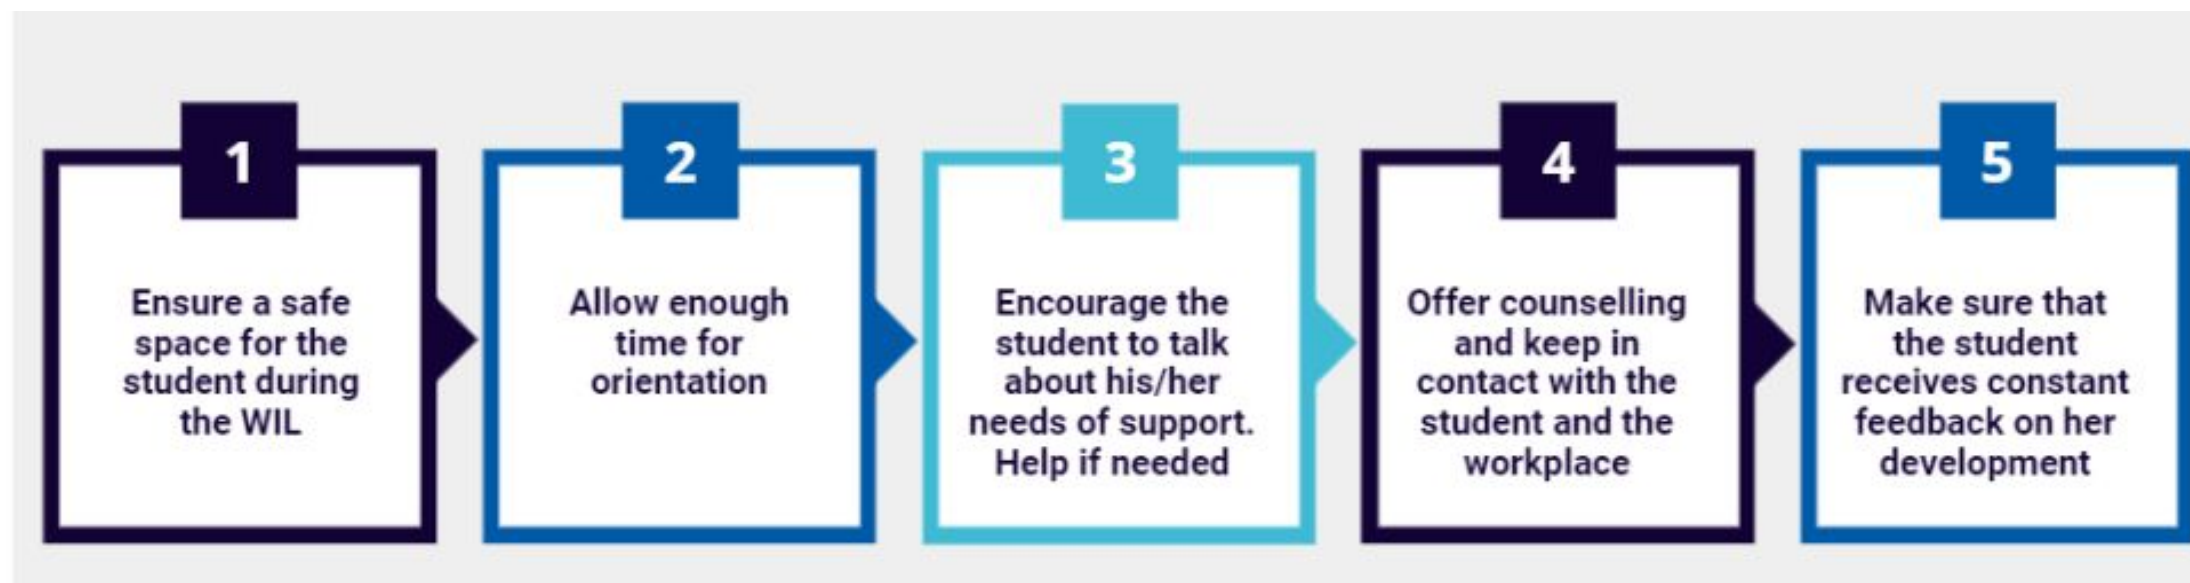 1
Ensure a safe
space for the
student during
the WIL
2
Allow enough
time for
orientation
3
Encourage the
student to talk
about his/her
needs of support.
Help if needed
4
Offer counselling
and keep in
contact with the
student and the
workplace
5
Make sure that
the student
receives constant
feedback on her
development